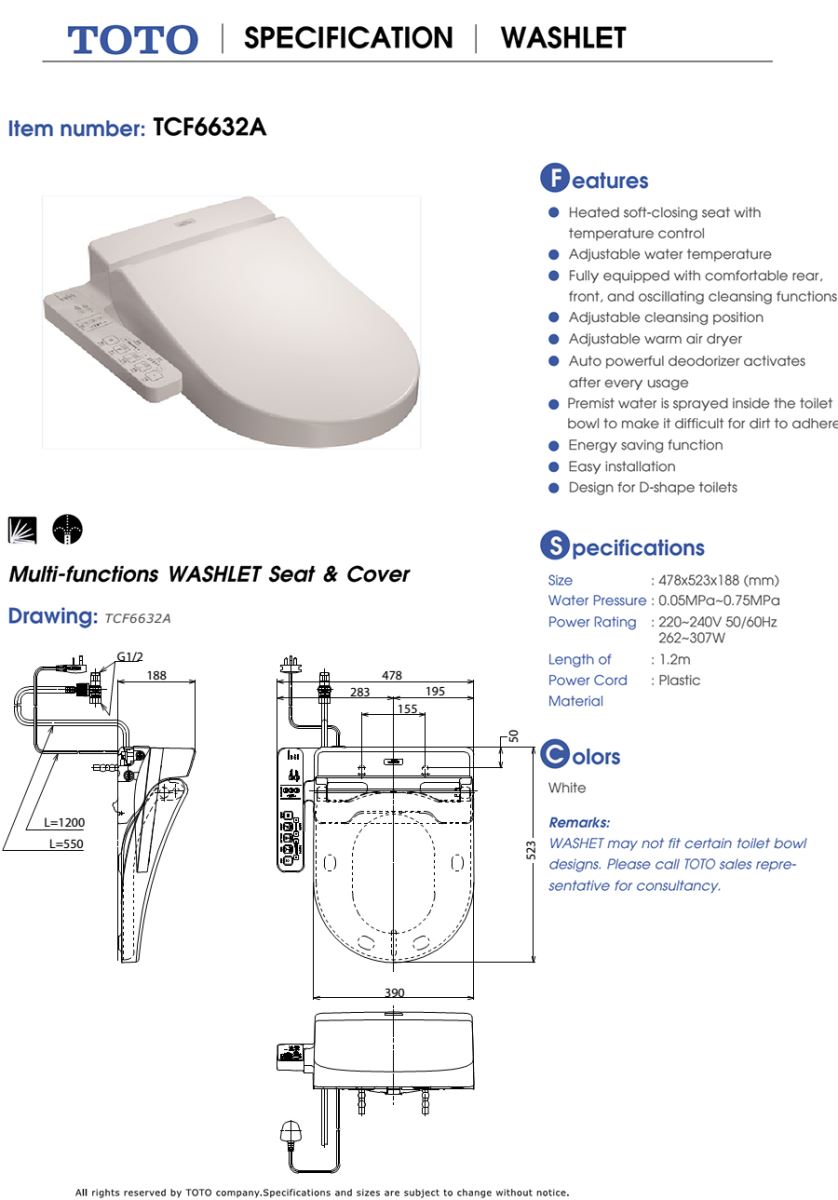 TOTO | SPECIFICATION | WASHLET
Item number: TCF6632A
Features
Heated soft-closing seat with
temperature control
Adjustable water temperature
Fully equipped with comfortable rear,
front, and oscillating cleansing functions
Adjustable cleansing position
Adjustable warm air dryer
Auto powerful deodorizer activates
after every usage
Premist water is sprayed inside the toilet
bowl to make it difficult for dirt to adhere
Energy saving function
Easy installation
Design for D-shape toilets
Multi-functions WASHLET Seat & Cover
Drawing: TCF6632A
Specifications
Size : 478x523x188 (mm)
Water Pressure : 0.05MPa~0.75MPa
Power Rating : 220~240V 50/60Hz
262~307W
Length of : 1.2m
Power Cord : Plastic
Material
Colors
White
Remarks:
WASHET may not fit certain toilet bowl
designs. Please call TOTO sales repre-
sentative for consultancy.
G1/2
188
L=1200
L=550
478
283
195
155
50
523
390
All rights reserved by TOTO company.Specifications and sizes are subject to change without notice.